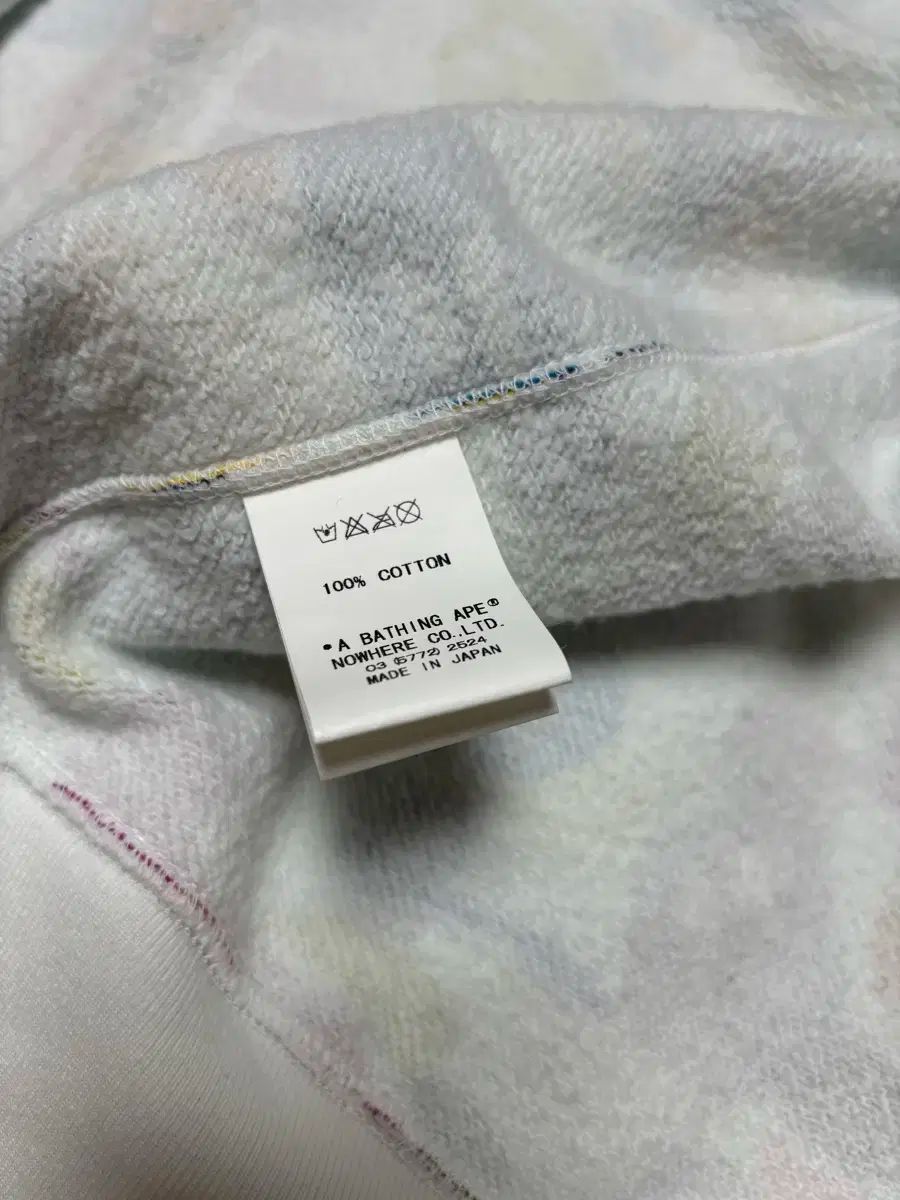 100% COTTON
•A BATHING APE®
NOWHERE CO.,LTD.
03 (5772) 2524
MADE IN JAPAN